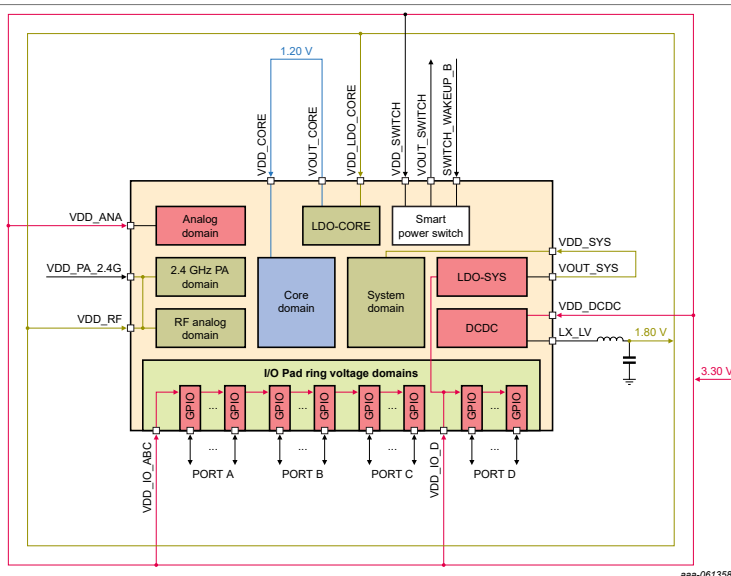 1.20 V
VDD_CORE
VOUT_CORE
VDD_LDO_CORE
VDD_SWITCH
VOUT_SWITCH
SWITCH_WAKEUP_B
VDD_ANA
Analog
domain
LDO-CORE
Smart
power switch
VDD_SYS
VDD_PA_2.4G
2.4 GHz PA
domain
Core
domain
System
domain
LDO-SYS
VOUT_SYS
VDD_DCDC
VDD_RF
RF analog
domain
DCDC
LX_LV
1.80 V
3.30 V
I/O Pad ring voltage domains
GPIO
...
GPIO
GPIO
...
GPIO
GPIO
...
GPIO
GPIO
...
GPIO
VDD_IO_ABC
...
PORT A
...
PORT B
...
PORT C
VDD_IO_D
...
PORT D
aaa-061358